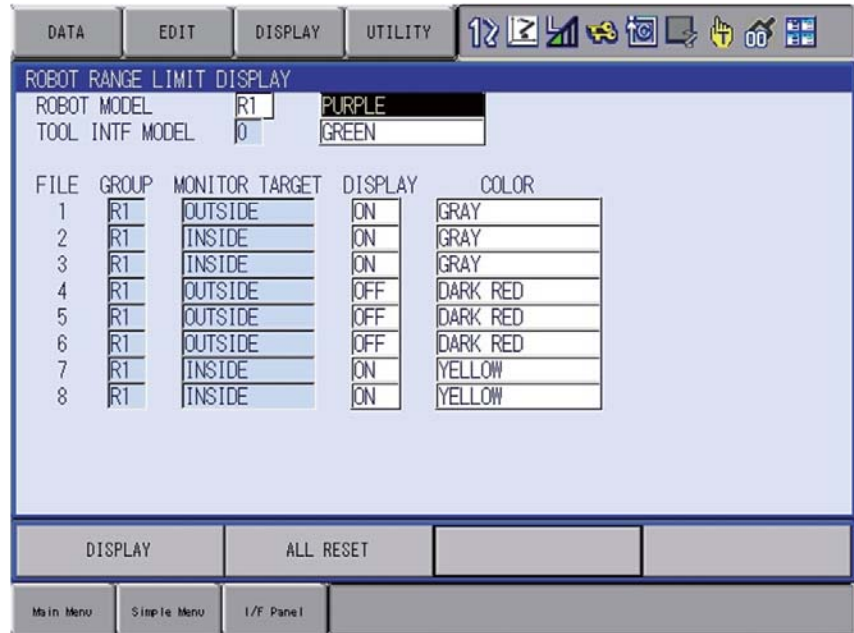 DATA EDIT DISPLAY UTILITY
ROBOT RANGE LIMIT DISPLAY
ROBOT MODEL R1 PURPLE
TOOL INTF MODEL 0 GREEN
FILE GROUP MONITOR TARGET DISPLAY COLOR
1 R1 OUTSIDE ON GRAY
2 R1 INSIDE ON GRAY
3 R1 INSIDE ON GRAY
4 R1 OUTSIDE OFF DARK RED
5 R1 OUTSIDE OFF DARK RED
6 R1 OUTSIDE OFF DARK RED
7 R1 INSIDE ON YELLOW
8 R1 INSIDE ON YELLOW
DISPLAY ALL RESET
Main Menu Simple Menu I/F Panel